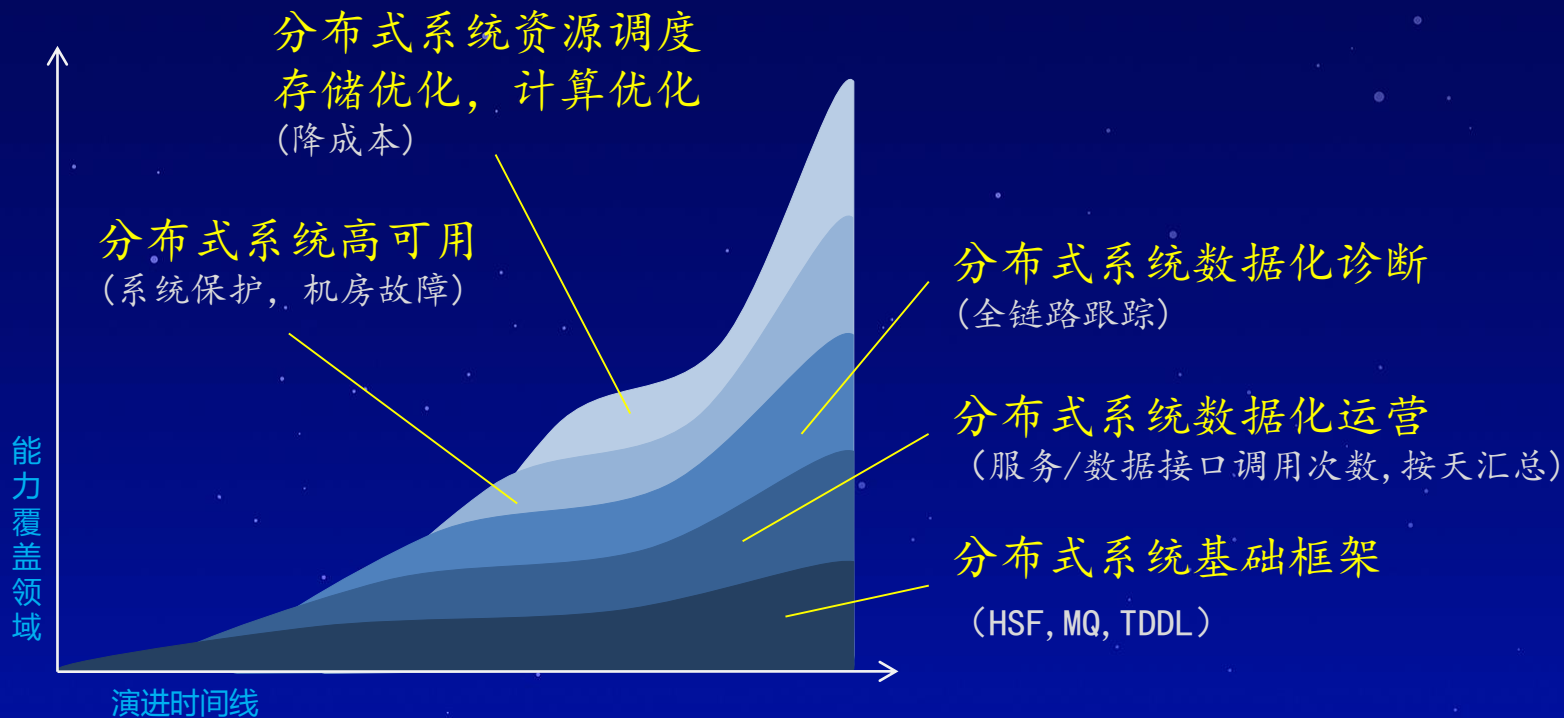 分布式系统资源调度
存储优化，计算优化
(降成本)
分布式系统高可用
(系统保护，机房故障)
分布式系统数据化诊断
(全链路跟踪)
分布式系统数据化运营
（服务/数据接口调用次数,按天汇总）
分布式系统基础框架
（HSF,MQ,TDDL）
能力覆盖领域
演进时间线